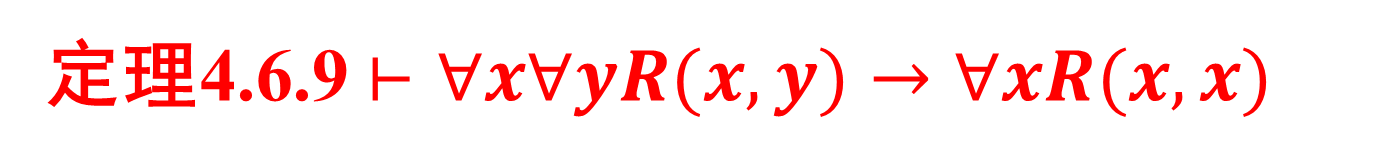 定理4.6.9 ⊢ ∀x∀yR(x, y) → ∀xR(x, x)